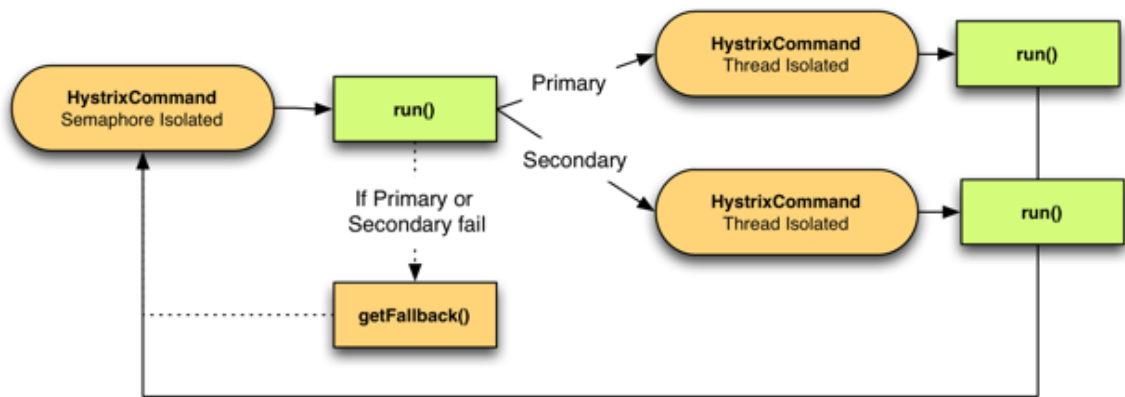 HystrixCommand
Semaphore Isolated
run()
Primary
HystrixCommand
Thread Isolated
run()
Secondary
HystrixCommand
Thread Isolated
run()
If Primary or
Secondary fail
getFallback()